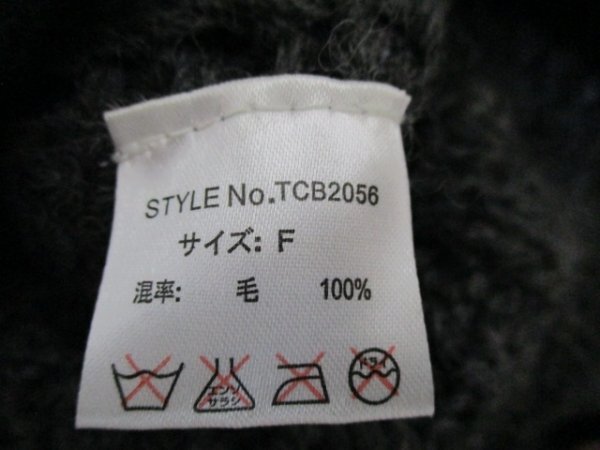 STYLE No.TCB2056
サイズ: F
混率: 毛 100%
エンソ サラシ ドライ